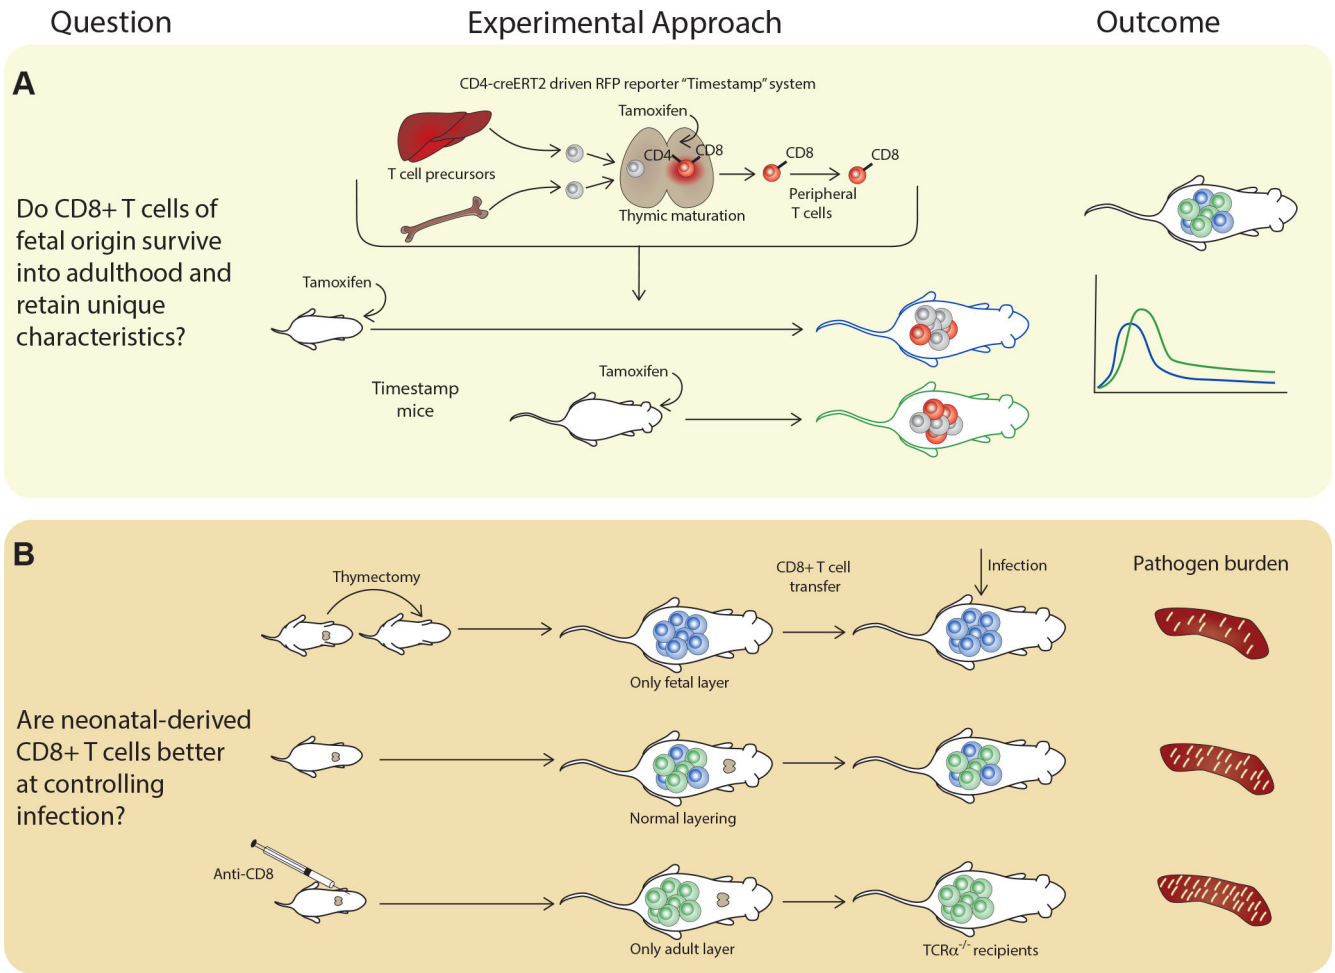 Question
Experimental Approach
Outcome
A
CD4-creERT2 driven RFP reporter “Timestamp” system
Tamoxifen
CD4
CD8
CD8
CD8
T cell precursors
Thymic maturation
Peripheral
T cells
Do CD8+ T cells of
fetal origin survive
into adulthood and
retain unique
characteristics?
Tamoxifen
Timestamp
mice
Tamoxifen
B
Thymectomy
CD8+ T cell
transfer
Infection
Pathogen burden
Only fetal layer
Are neonatal-derived
CD8+ T cells better
at controlling
infection?
Normal layering
Anti-CD8
Only adult layer
TCRα-/- recipients